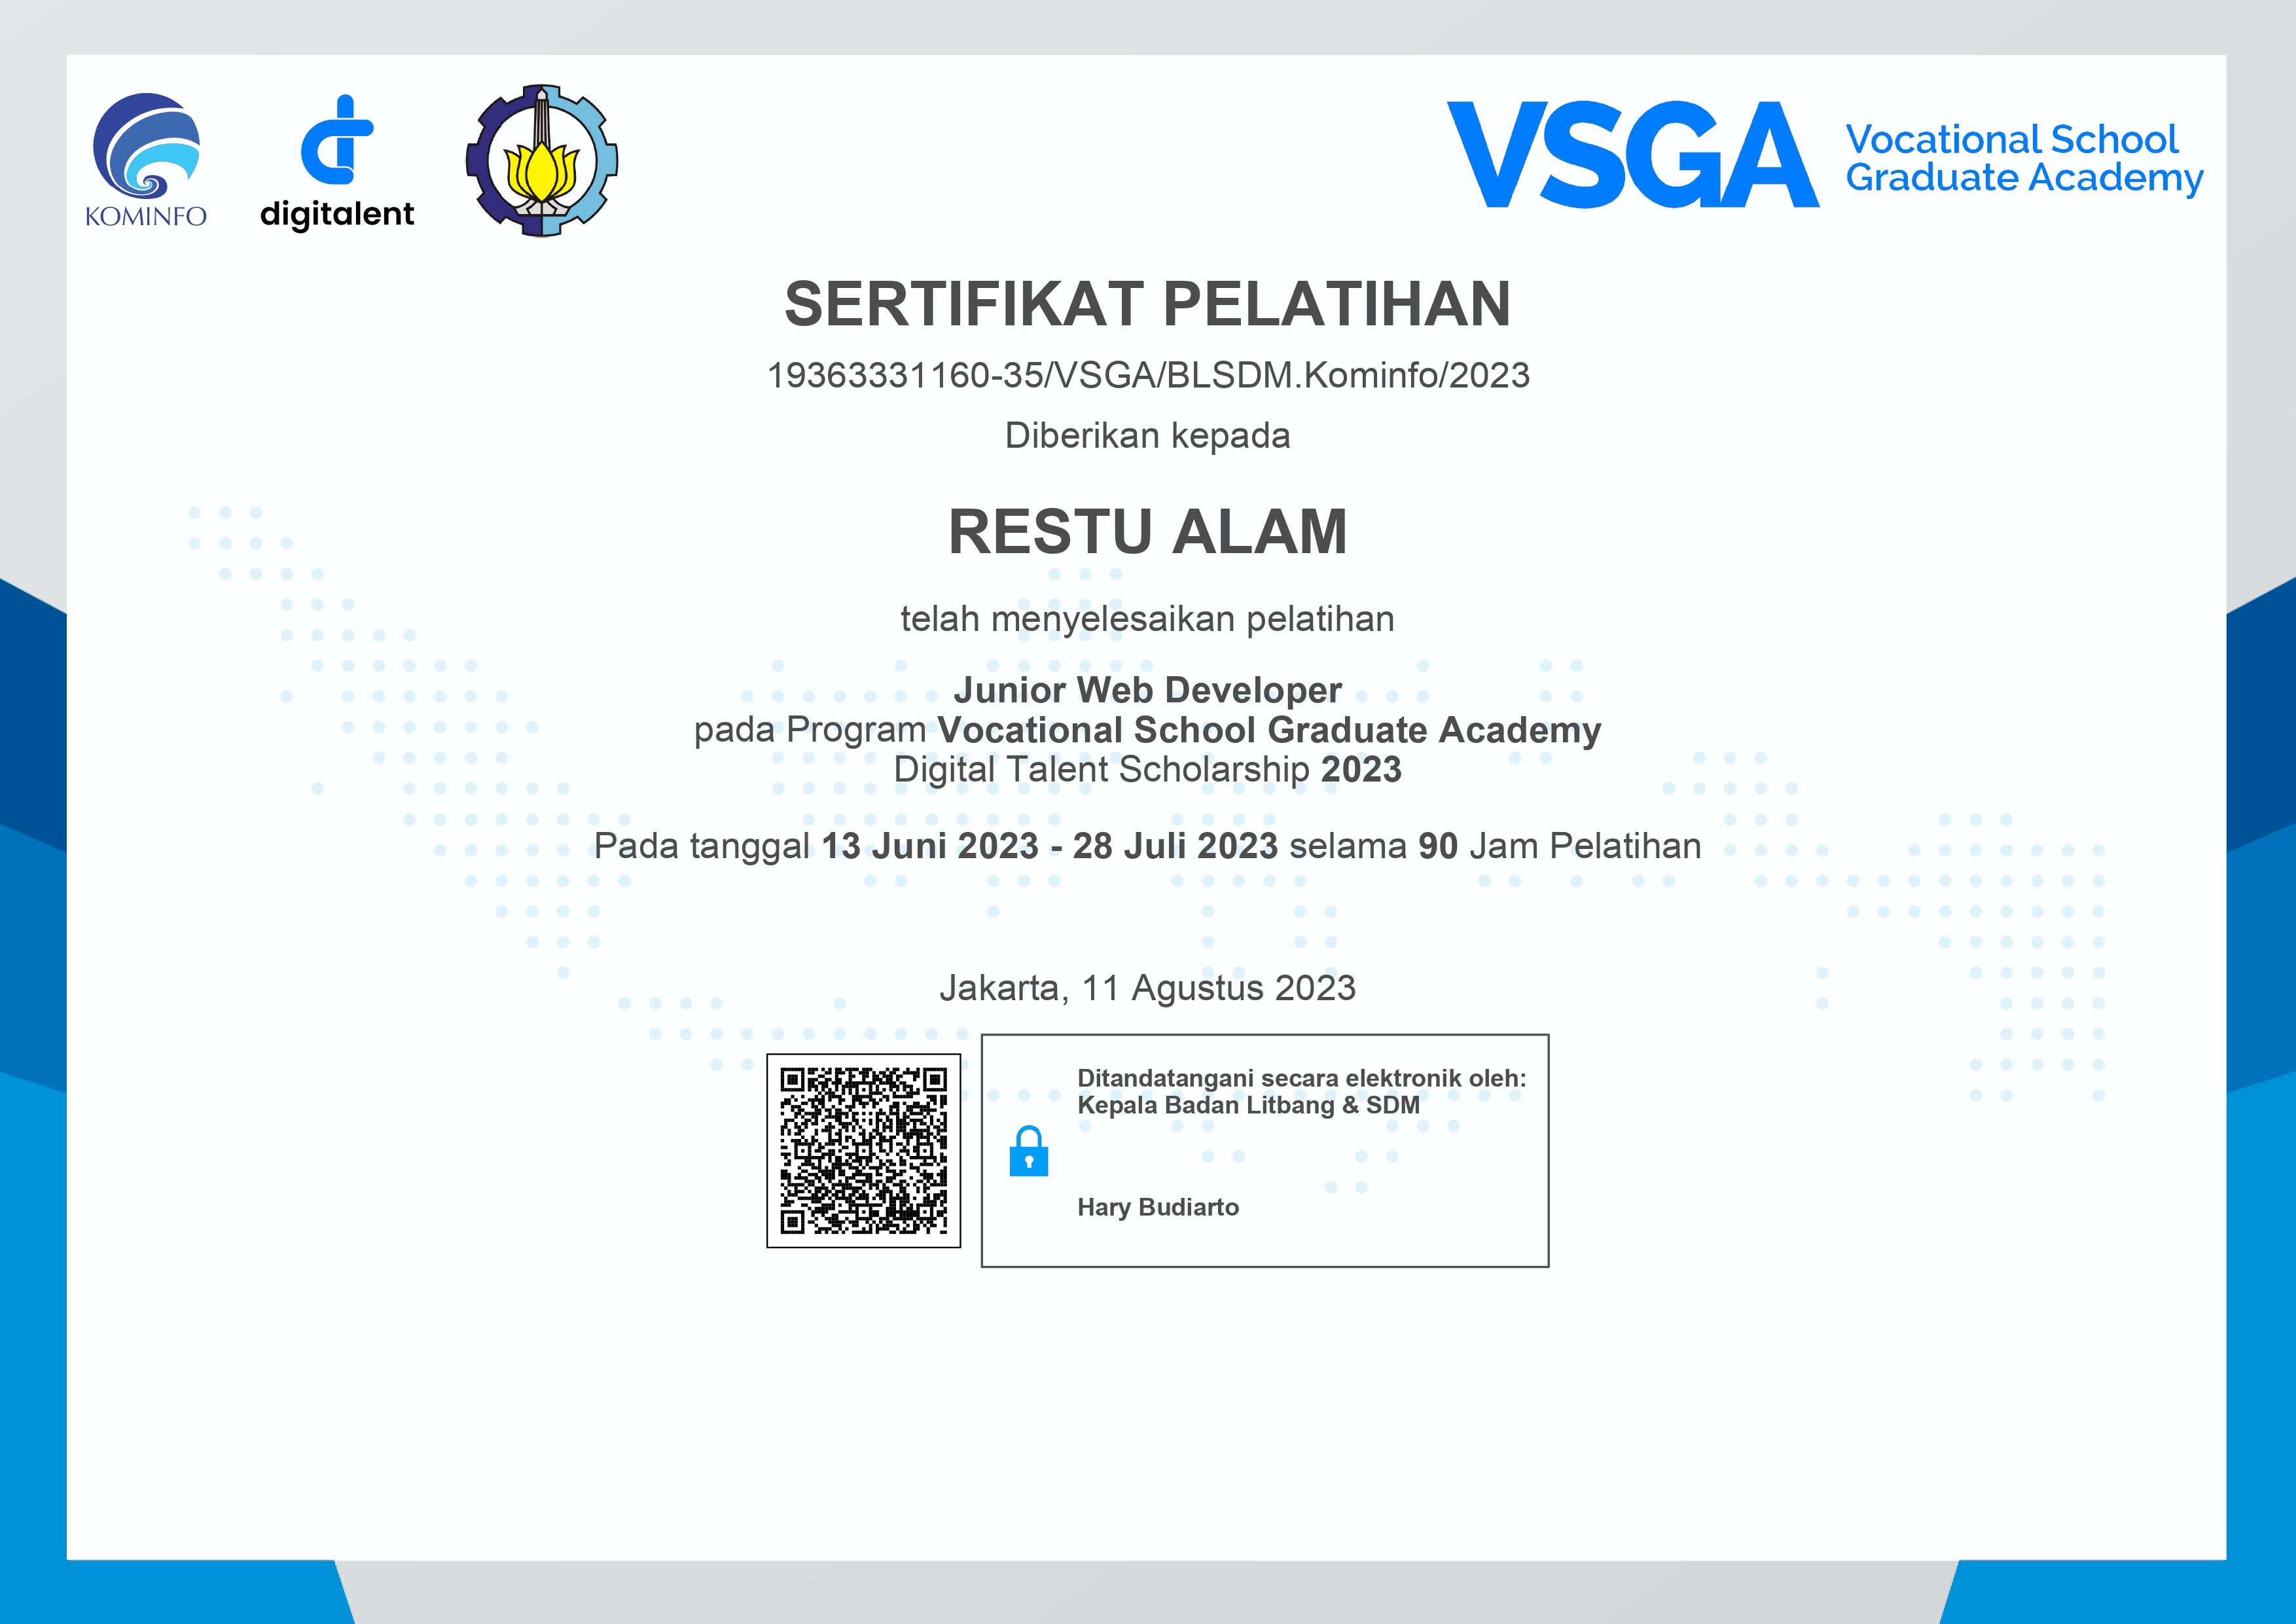 KOMINFO
digitalent
VSGA
Vocational School
Graduate Academy
SERTIFIKAT PELATIHAN
19363331160-35/VSGA/BLSDM.Kominfo/2023
Diberikan kepada
RESTU ALAM
telah menyelesaikan pelatihan
Junior Web Developer
pada Program Vocational School Graduate Academy
Digital Talent Scholarship 2023
Pada tanggal 13 Juni 2023 - 28 Juli 2023 selama 90 Jam Pelatihan
Jakarta, 11 Agustus 2023
Ditandatangani secara elektronik oleh:
Kepala Badan Litbang & SDM
Hary Budiarto